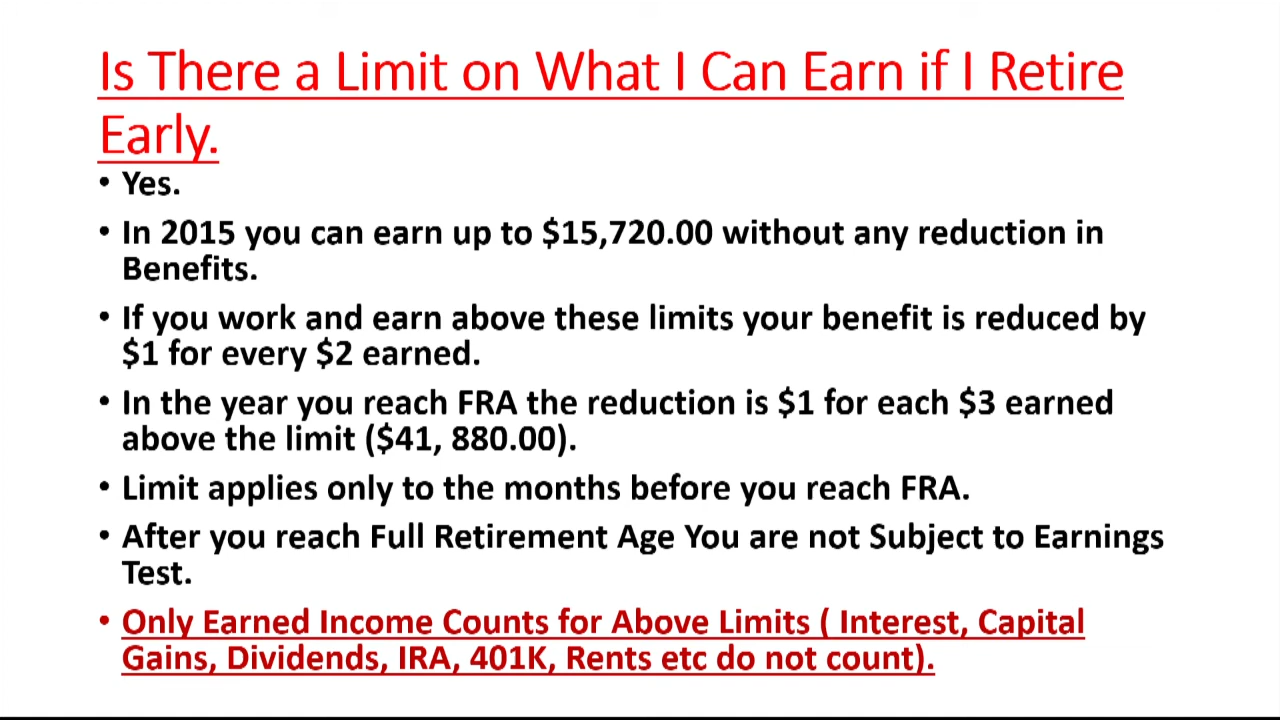 Is There a Limit on What I Can Earn if I Retire
Early.
• Yes.
• In 2015 you can earn up to $15,720.00 without any reduction in
Benefits.
• If you work and earn above these limits your benefit is reduced by
$1 for every $2 earned.
• In the year you reach FRA the reduction is $1 for each $3 earned
above the limit ($41, 880.00).
• Limit applies only to the months before you reach FRA.
• After you reach Full Retirement Age You are not Subject to Earnings
Test.
• Only Earned Income Counts for Above Limits ( Interest, Capital
Gains, Dividends, IRA, 401K, Rents etc do not count).